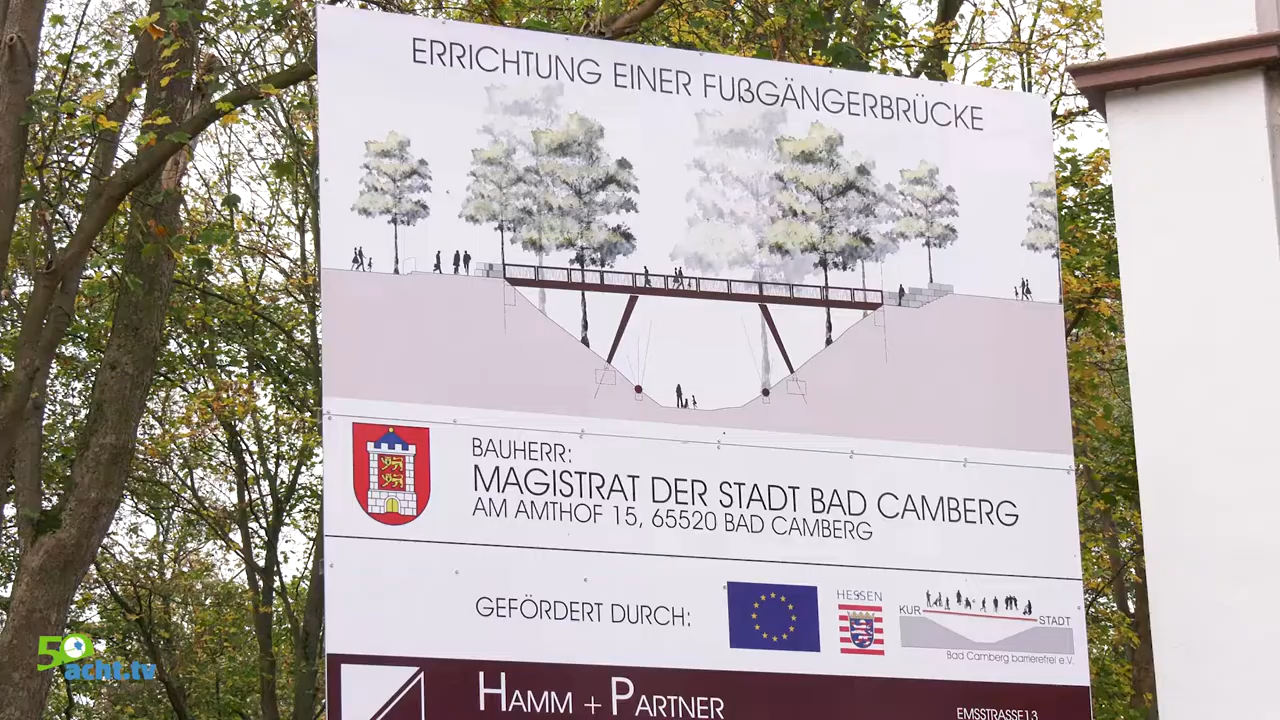 ERRICHTUNG EINER FUßGÄNGERBRÜCKE
BAUHERR:
MAGISTRAT DER STADT BAD CAMBERG
AM AMTHOF 15, 65520 BAD CAMBERG
GEFÖRDERT DURCH:
HESSEN
KUR
STADT
Bad Camberg barrierefrei e.V.
HAMM + PARTNER
EMSSTRASSE13
50
acht.tv